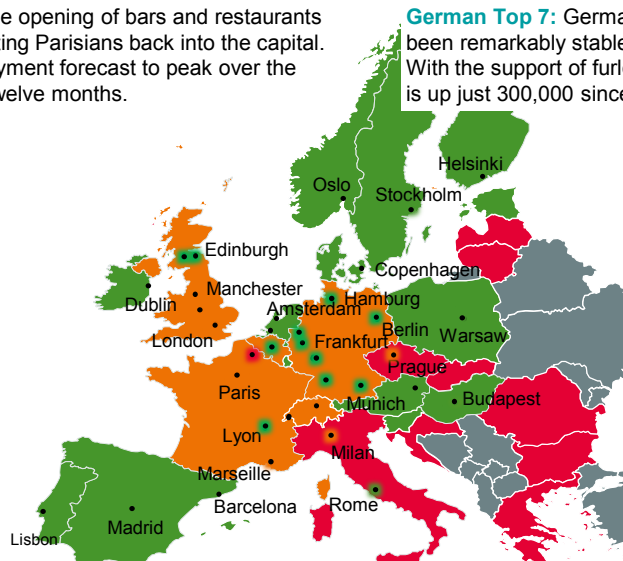 e opening of bars and restaurants
ting Parisians back into the capital.
yment forecast to peak over the
welve months.
German Top 7: Germa
been remarkably stable
With the support of furl
is up just 300,000 since
Helsinki
Oslo
Stockholm
Edinburgh
Copenhagen
Manchester
Hamburg
Amsterdam
Dublin
Berlin
Warsaw
London
Frankfurt
Prague
Paris
Munich
Budapest
Lyon
Milan
Marseille
Barcelona
Rome
Madrid
Lisbon